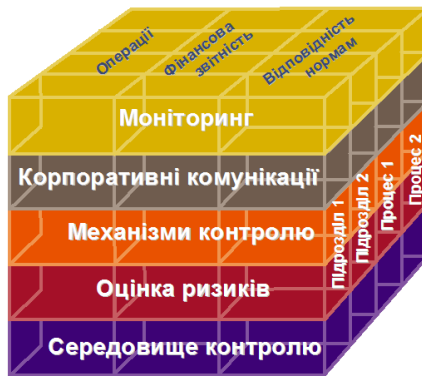 Операції
Фінансова
звітність
Відповідність
нормам
Моніторинг
Корпоративні комунікації
Механізми контролю
Оцінка ризиків
Середовище контролю
Підрозділ 1
Підрозділ 2
Процес 1
Процес 2